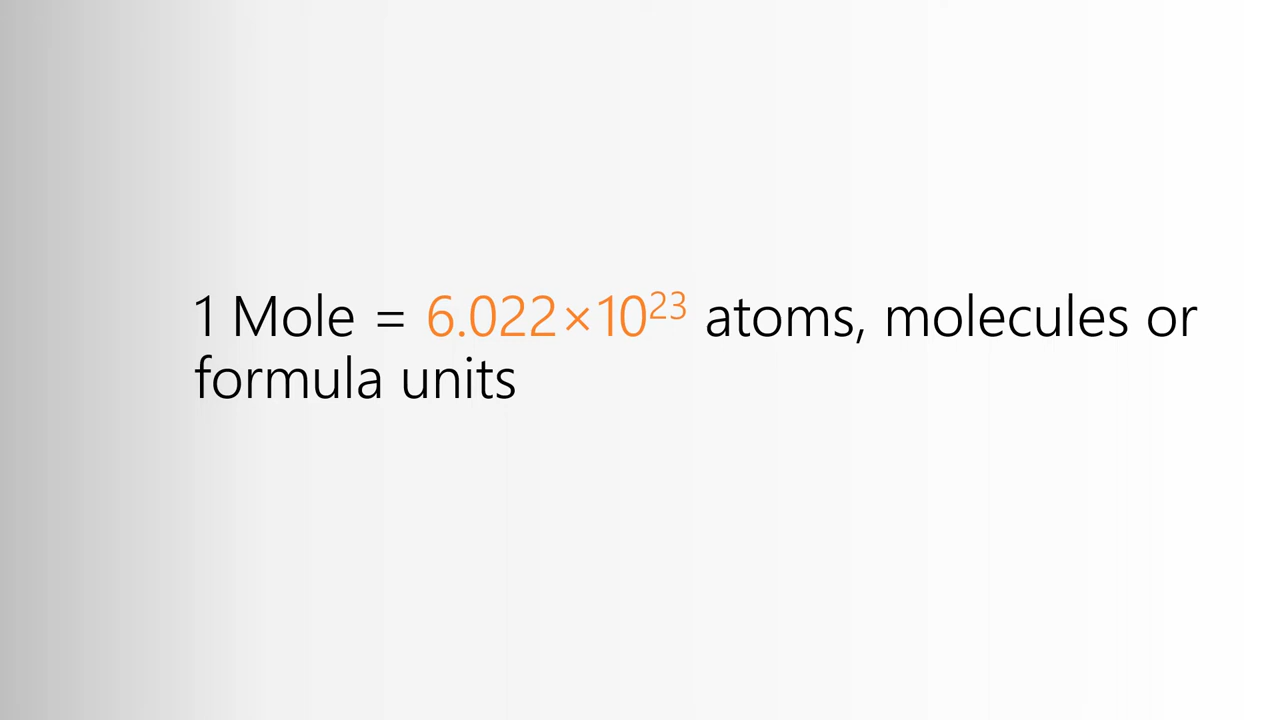 1 Mole = 6.022×10²³ atoms, molecules or
formula units